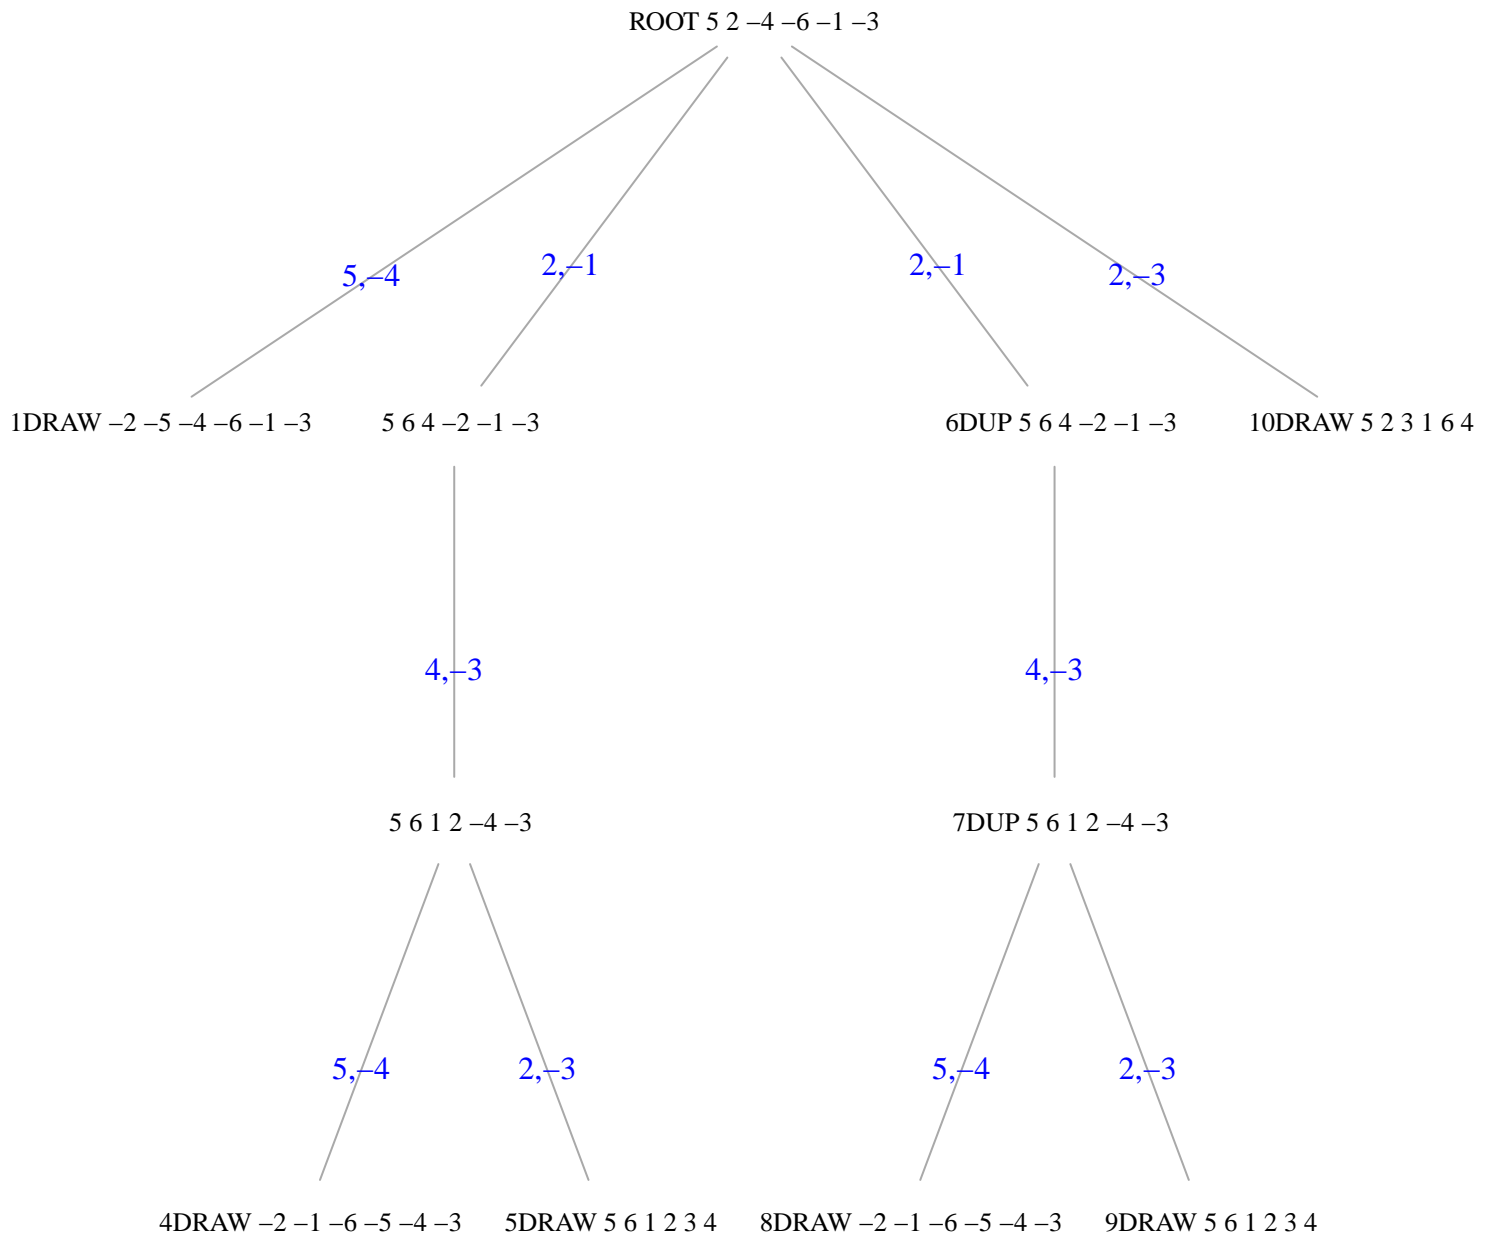 ROOT 5 2 –4 –6 –1 –3
5,–4
2,–1
2,–1
2,–3
1DRAW –2 –5 –4 –6 –1 –3
5 6 4 –2 –1 –3
6DUP 5 6 4 –2 –1 –3
10DRAW 5 2 3 1 6 4
4,–3
4,–3
5 6 1 2 –4 –3
7DUP 5 6 1 2 –4 –3
5,–4
2,–3
5,–4
2,–3
4DRAW –2 –1 –6 –5 –4 –3
5DRAW 5 6 1 2 3 4
8DRAW –2 –1 –6 –5 –4 –3
9DRAW 5 6 1 2 3 4